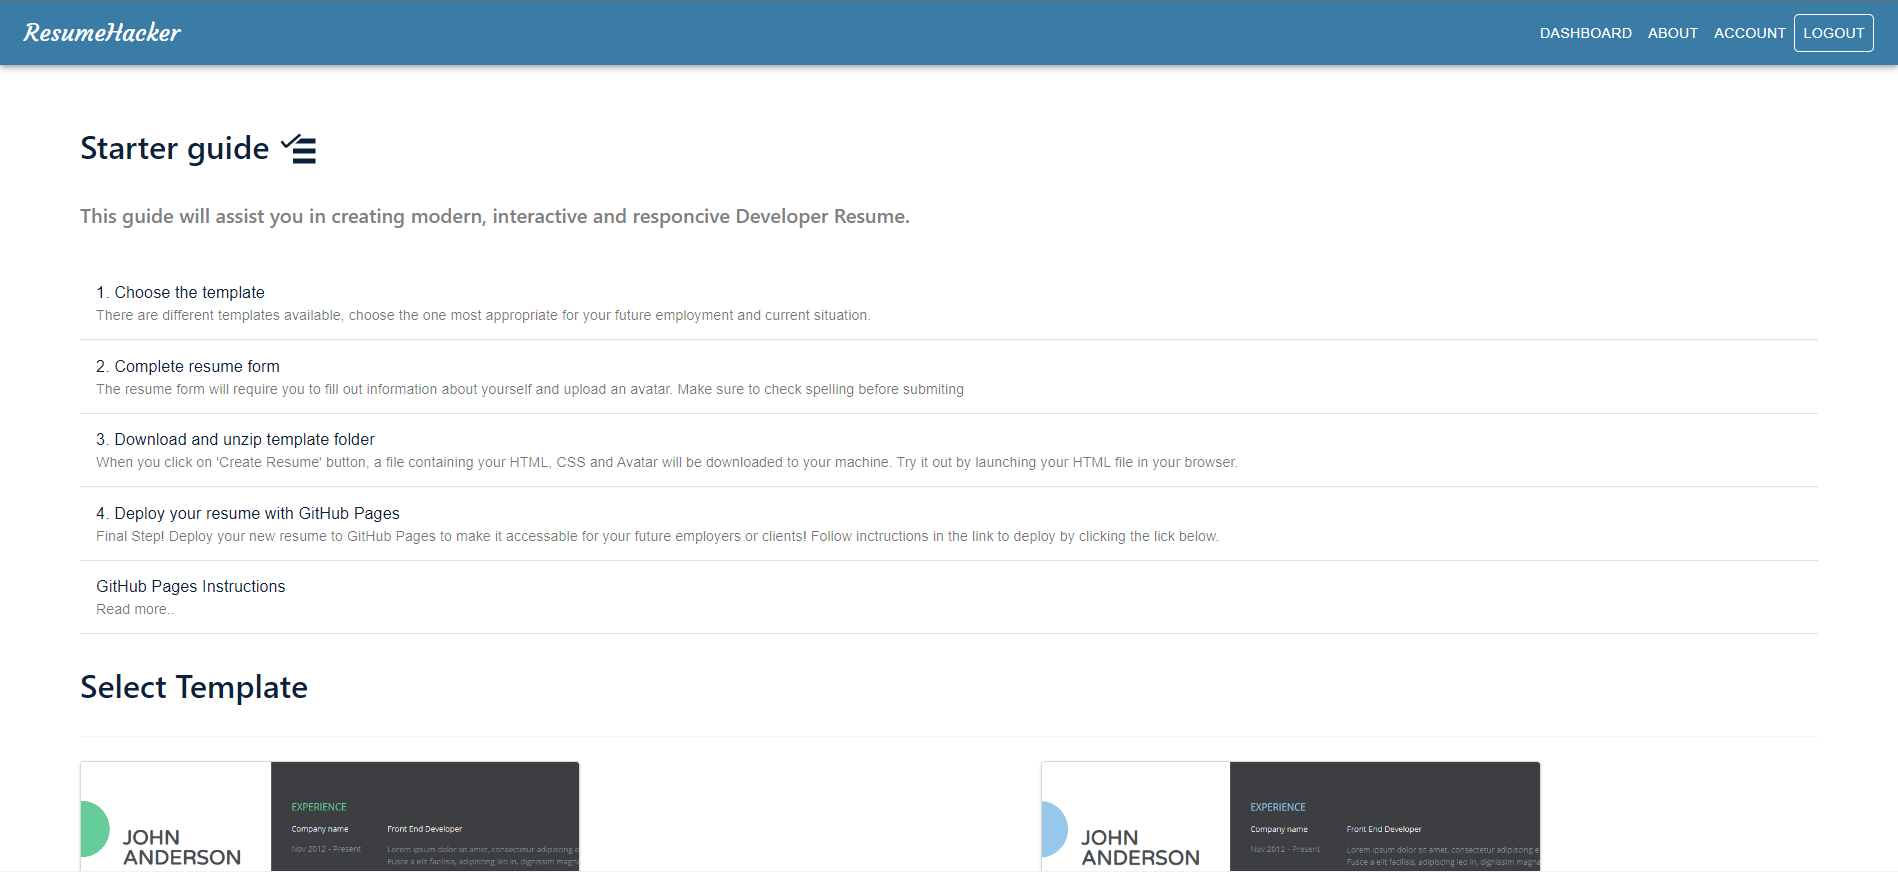 ResumeHacker
DASHBOARD ABOUT ACCOUNT LOGOUT
Starter guide
This guide will assist you in creating modern, interactive and responcive Developer Resume.
1. Choose the template
There are different templates available, choose the one most appropriate for your future employment and current situation.
2. Complete resume form
The resume form will require you to fill out information about yourself and upload an avatar. Make sure to check spelling before submiting
3. Download and unzip template folder
When you click on 'Create Resume' button, a file containing your HTML, CSS and Avatar will be downloaded to your machine. Try it out by launching your HTML file in your browser.
4. Deploy your resume with GitHub Pages
Final Step! Deploy your new resume to GitHub Pages to make it accessable for your future employers or clients! Follow inctructions in the link to deploy by clicking the lick below.
GitHub Pages Instructions
Read more..
Select Template
JOHN
ANDERSON
EXPERIENCE
Company name Front End Developer
Nov 2012 - Present Lorem ipsum dolor sit amet, consectetur adipiscing e
Fusce a elit facilisis, adipiscing leo in, dignissim magna
JOHN
ANDERSON
EXPERIENCE
Company name Front End Developer
Nov 2012 - Present Lorem ipsum dolor sit amet, consectetur adipiscing e
Fusce a elit facilisis, adipiscing leo in, dignissim magna